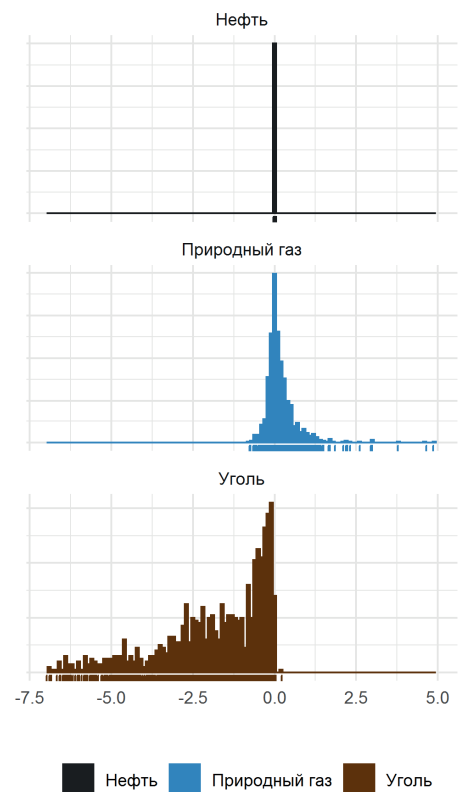 Нефть
Природный газ
Уголь
-7.5 -5.0 -2.5 0.0 2.5 5.0
Нефть Природный газ Уголь